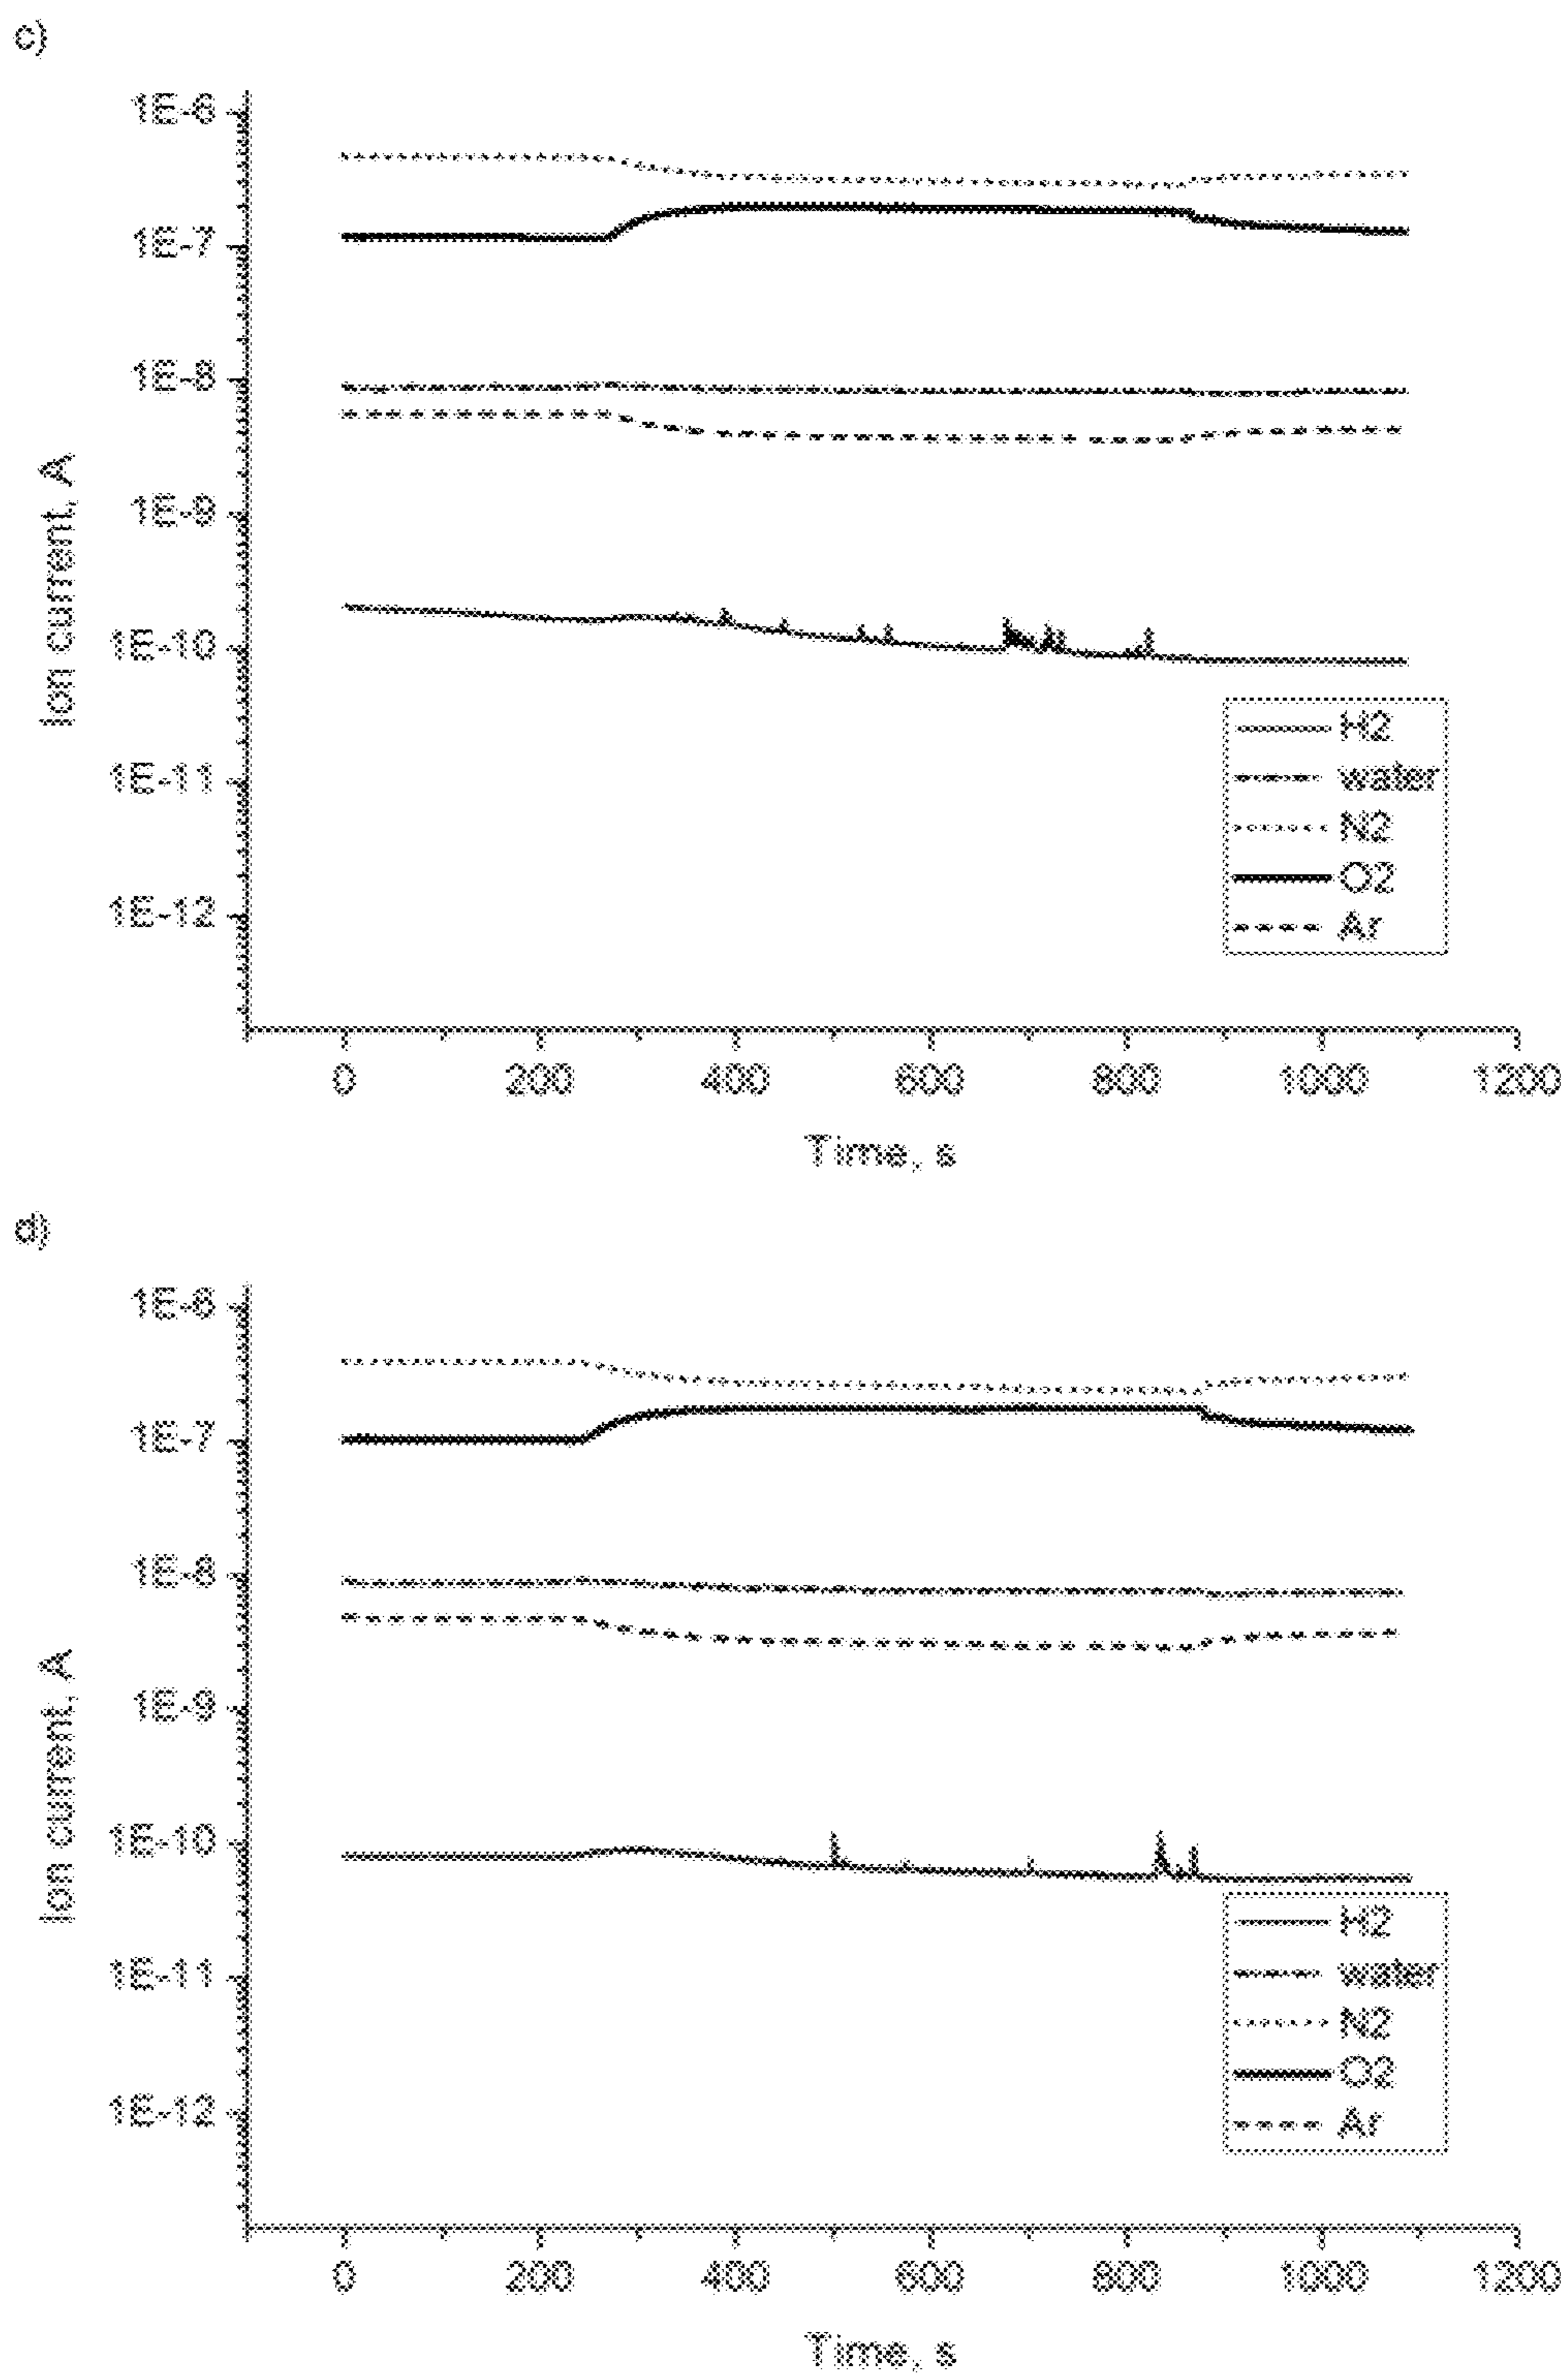 c)
1E-6
1E-7
1E-8
1E-9
1E-10
1E-11
1E-12
Ion current, A
H2
water
N2
O2
Ar
0 200 400 600 800 1000 1200
Time, s
d)
1E-6
1E-7
1E-8
1E-9
1E-10
1E-11
1E-12
Ion current, A
H2
water
N2
O2
Ar
0 200 400 600 800 1000 1200
Time, s